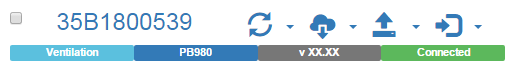 35B1800539
Ventilation PB980 v XX.XX Connected